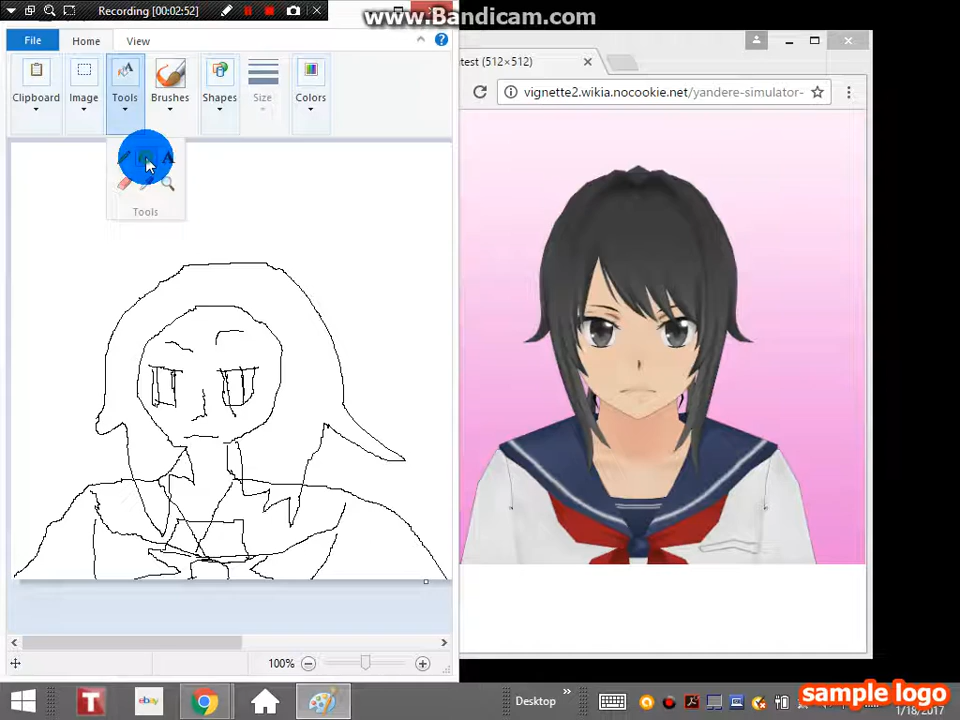 Recording [00:02:52]
www.Bandicam.com
File
Home
View
Clipboard
Image
Tools
Brushes
Shapes
Size
Colors
A
Tools
100%
test (512×512)
vignette2.wikia.nocookie.net/yandere-simulator-
T
ebay
Desktop
sample logo
1/18/2017